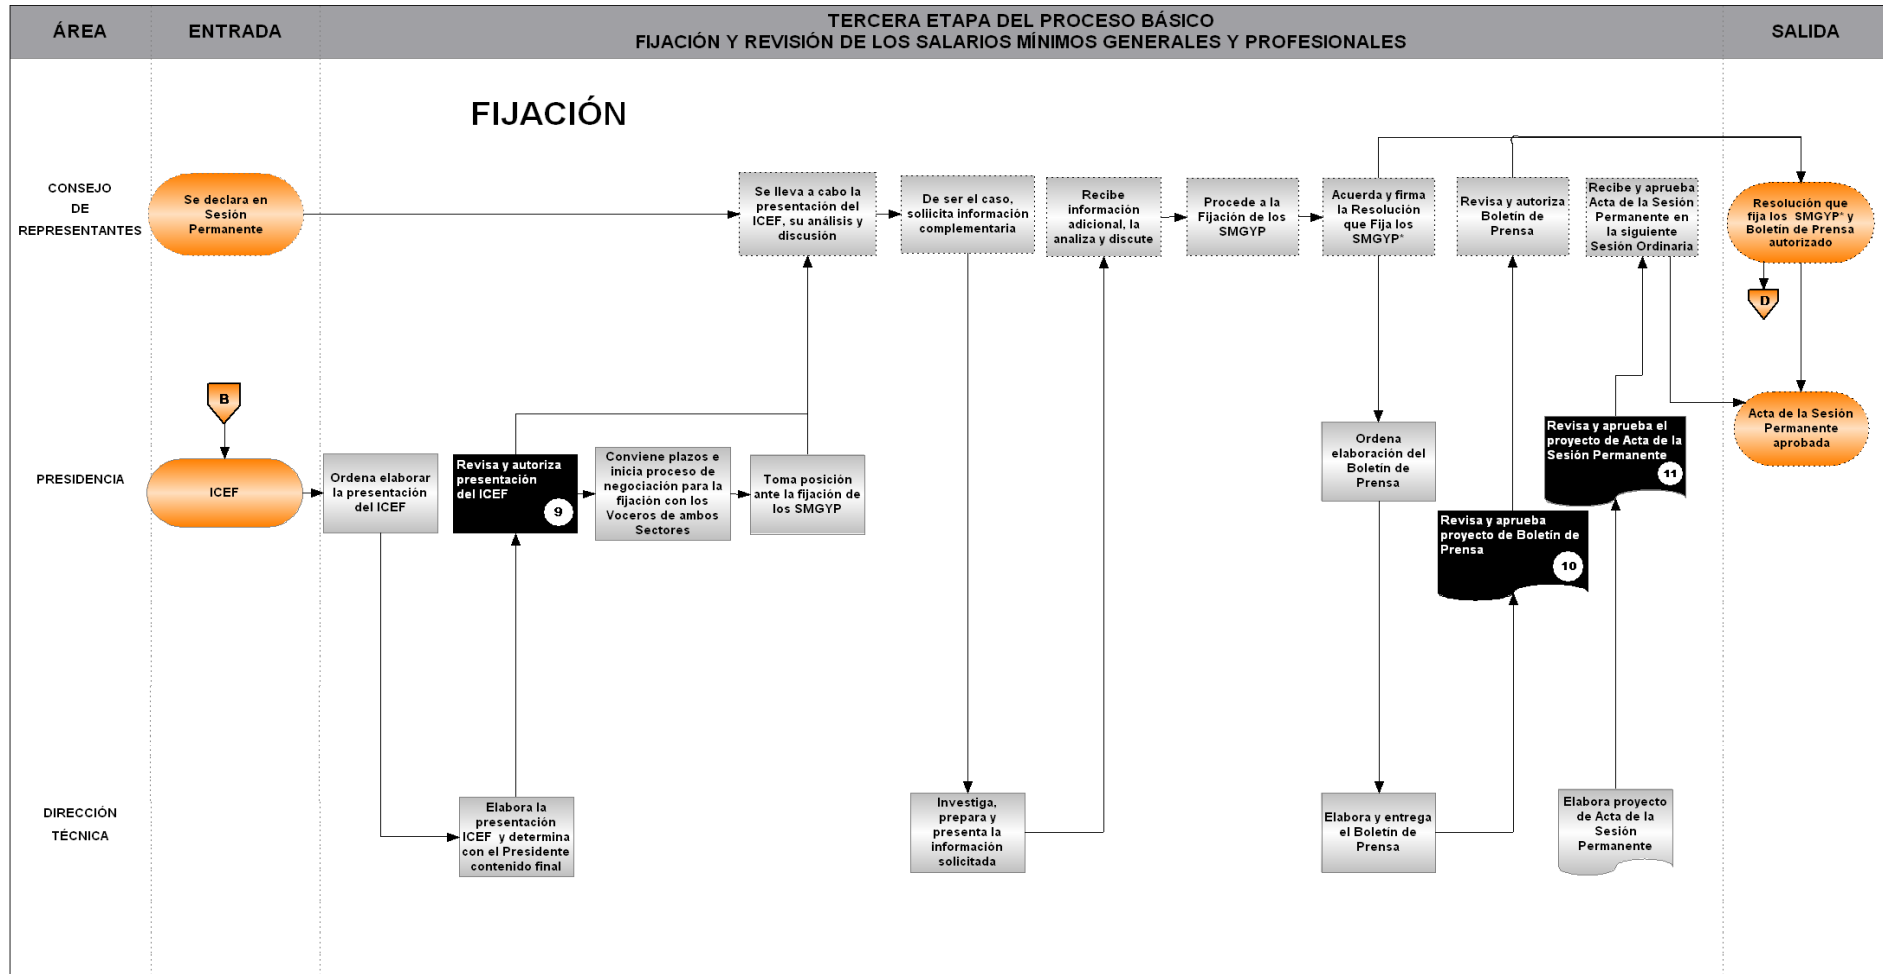 ÁREA
ENTRADA
TERCERA ETAPA DEL PROCESO BÁSICO
FIJACIÓN Y REVISIÓN DE LOS SALARIOS MÍNIMOS GENERALES Y PROFESIONALES
SALIDA
FIJACIÓN
CONSEJO
DE
REPRESENTANTES
Se declara en
Sesión
Permanente
Se lleva a cabo la
presentación del
ICEF, su análisis y
discusión
De ser el caso,
soliicita información
complementaria
Recibe
información
adicional, la
analiza y discute
Procede a la
Fijación de los
SMGYP
Acuerda y firma
la Resolución
que Fija los
SMGYP*
Revisa y autoriza
Boletín de
Prensa
Recibe y aprueba
Acta de la Sesión
Permanente en
la siguiente
Sesión Ordinaria
Resolución que
fija los SMGYP* y
Boletín de Prensa
autorizado
D
B
PRESIDENCIA
ICEF
Ordena elaborar
la presentación
del ICEF
Revisa y autoriza
presentación
del ICEF
9
Conviene plazos e
inicia proceso de
negociación para la
fijación con los
Voceros de ambos
Sectores
Toma posición
ante la fijación de
los SMGYP
Ordena
elaboración del
Boletín de
Prensa
Revisa y aprueba
proyecto de Boletín de
Prensa
10
Revisa y aprueba el
proyecto de Acta de la
Sesión Permanente
11
Acta de la Sesión
Permanente
aprobada
DIRECCIÓN
TÉCNICA
Elabora la
presentación
ICEF y determina
con el Presidente
contenido final
Investiga,
prepara y
presenta la
información
solicitada
Elabora y entrega
el Boletín de
Prensa
Elabora proyecto
de Acta de la
Sesión
Permanente